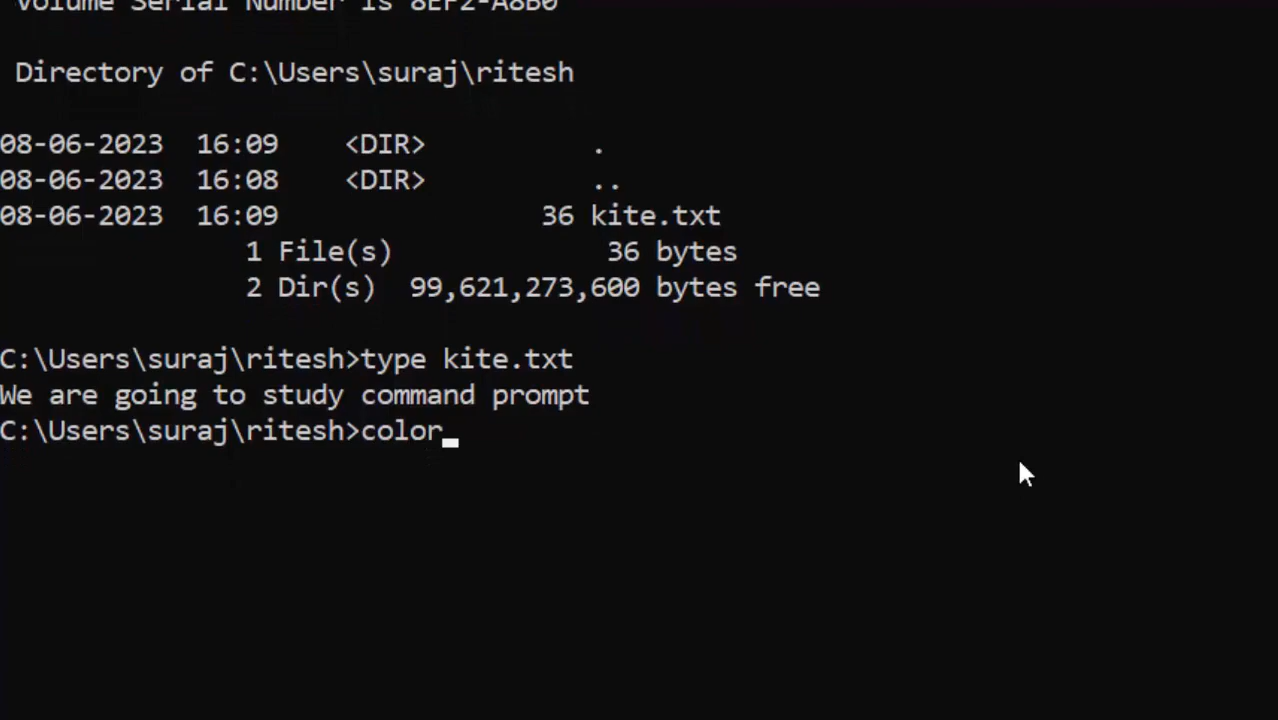 Volume Serial Number is 8EF2-A8B0
Directory of C:\Users\suraj\ritesh
08-06-2023 16:09 <DIR> .
08-06-2023 16:08 <DIR> ..
08-06-2023 16:09 36 kite.txt
1 File(s) 36 bytes
2 Dir(s) 99,621,273,600 bytes free
C:\Users\suraj\ritesh>type kite.txt
We are going to study command prompt
C:\Users\suraj\ritesh>color